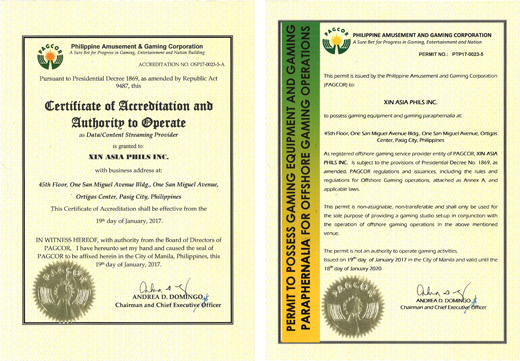 PAGCOR
Philippine Amusement & Gaming Corporation
A Sure Bet for Progress in Gaming, Entertainment and Nation Building
ACCREDITATION NO. OSP17-0023-5-A
Pursuant to Presidential Decree 1869, as amended by Republic Act
9487, this
Certificate of Accreditation and
Authority to Operate
as Data/Content Streaming Provider
is granted to:
XIN ASIA PHILS INC.
with business address at:
45th Floor, One San Miguel Avenue Bldg., One San Miguel Avenue,
Ortigas Center, Pasig City, Philippines
This Certificate of Accreditation shall be effective from the
19th day of January, 2017.
IN WITNESS HEREOF, with authority from the Board of Directors of
PAGCOR, I have hereunto set my hand and caused the seal of
PAGCOR to be affixed herein in the City of Manila, Philippines, this
19th day of January, 2017.
ANDREA D. DOMINGO
Chairman and Chief Executive Officer
PERMIT TO POSSESS GAMING EQUIPMENT AND GAMING
PARAPHERNALIA FOR OFFSHORE GAMING OPERATIONS
PAGCOR
PHILIPPINE AMUSEMENT AND GAMING CORPORATION
A Sure Bet for Progress in Gaming, Entertainment and Nation
PERMIT NO.: PTP17-0023-5
This permit is issued by the Philippine Amusement and Gaming Corporation
(PAGCOR) to:
XIN ASIA PHILS INC.
to possess gaming equipment and gaming paraphernalia at:
45th Floor, One San Miguel Avenue Bldg., One San Miguel Avenue, Ortigas
Center, Pasig City, Philippines
As registered offshore gaming service provider entity of PAGCOR, XIN ASIA
PHILS INC. is subject to the provisions of Presidential Decree No. 1869, as
amended, PAGCOR regulations and issuances, including the rules and
regulations for Offshore Gaming operations, attached as Annex A, and
applicable laws.
This permit is non-assignable, non-transferable and shall only be used for
the sole purpose of providing a gaming studio set-up in conjunction with
the operation of offshore gaming operations in the above mentioned
venue.
The permit is not an authority to operate gaming activities.
Issued on 19th day of January 2017 in the City of Manila and valid until the
18th day of January 2020.
ANDREA D. DOMINGO
Chairman and Chief Executive Officer